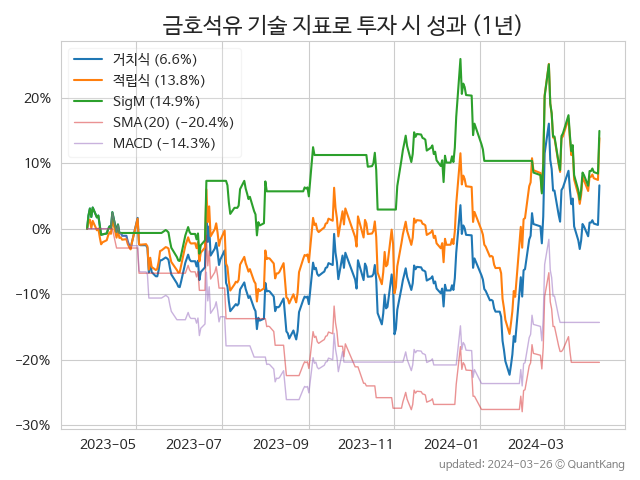 금호석유 기술 지표로 투자 시 성과 (1년)
거치식 (6.6%)
적립식 (13.8%)
SigM (14.9%)
SMA(20) (−20.4%)
MACD (−14.3%)
20%
10%
0%
−10%
−20%
−30%
2023-05 2023-07 2023-09 2023-11 2024-01 2024-03
updated: 2024-03-26 © QuantKang